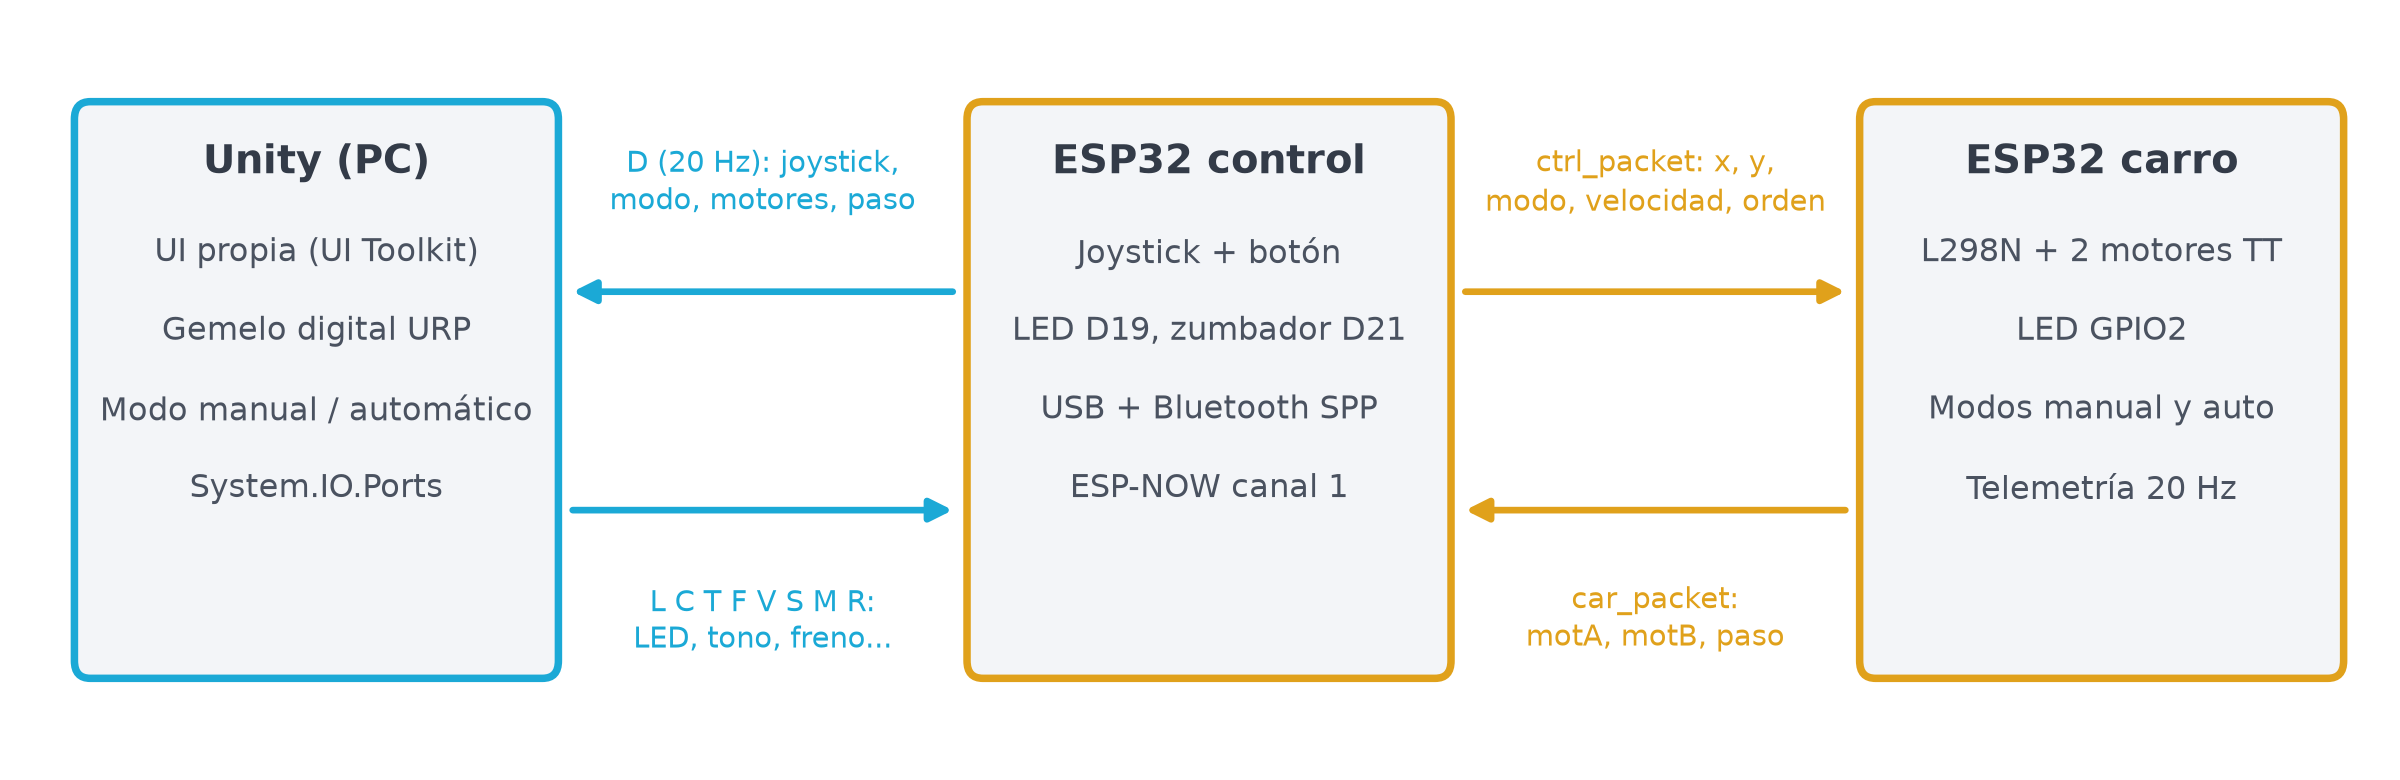 Unity (PC)
UI propia (UI Toolkit)
Gemelo digital URP
Modo manual / automático
System.IO.Ports
D (20 Hz): joystick,
modo, motores, paso
L C T F V S M R:
LED, tono, freno...
ESP32 control
Joystick + botón
LED D19, zumbador D21
USB + Bluetooth SPP
ESP-NOW canal 1
ctrl_packet: x, y,
modo, velocidad, orden
car_packet:
motA, motB, paso
ESP32 carro
L298N + 2 motores TT
LED GPIO2
Modos manual y auto
Telemetría 20 Hz